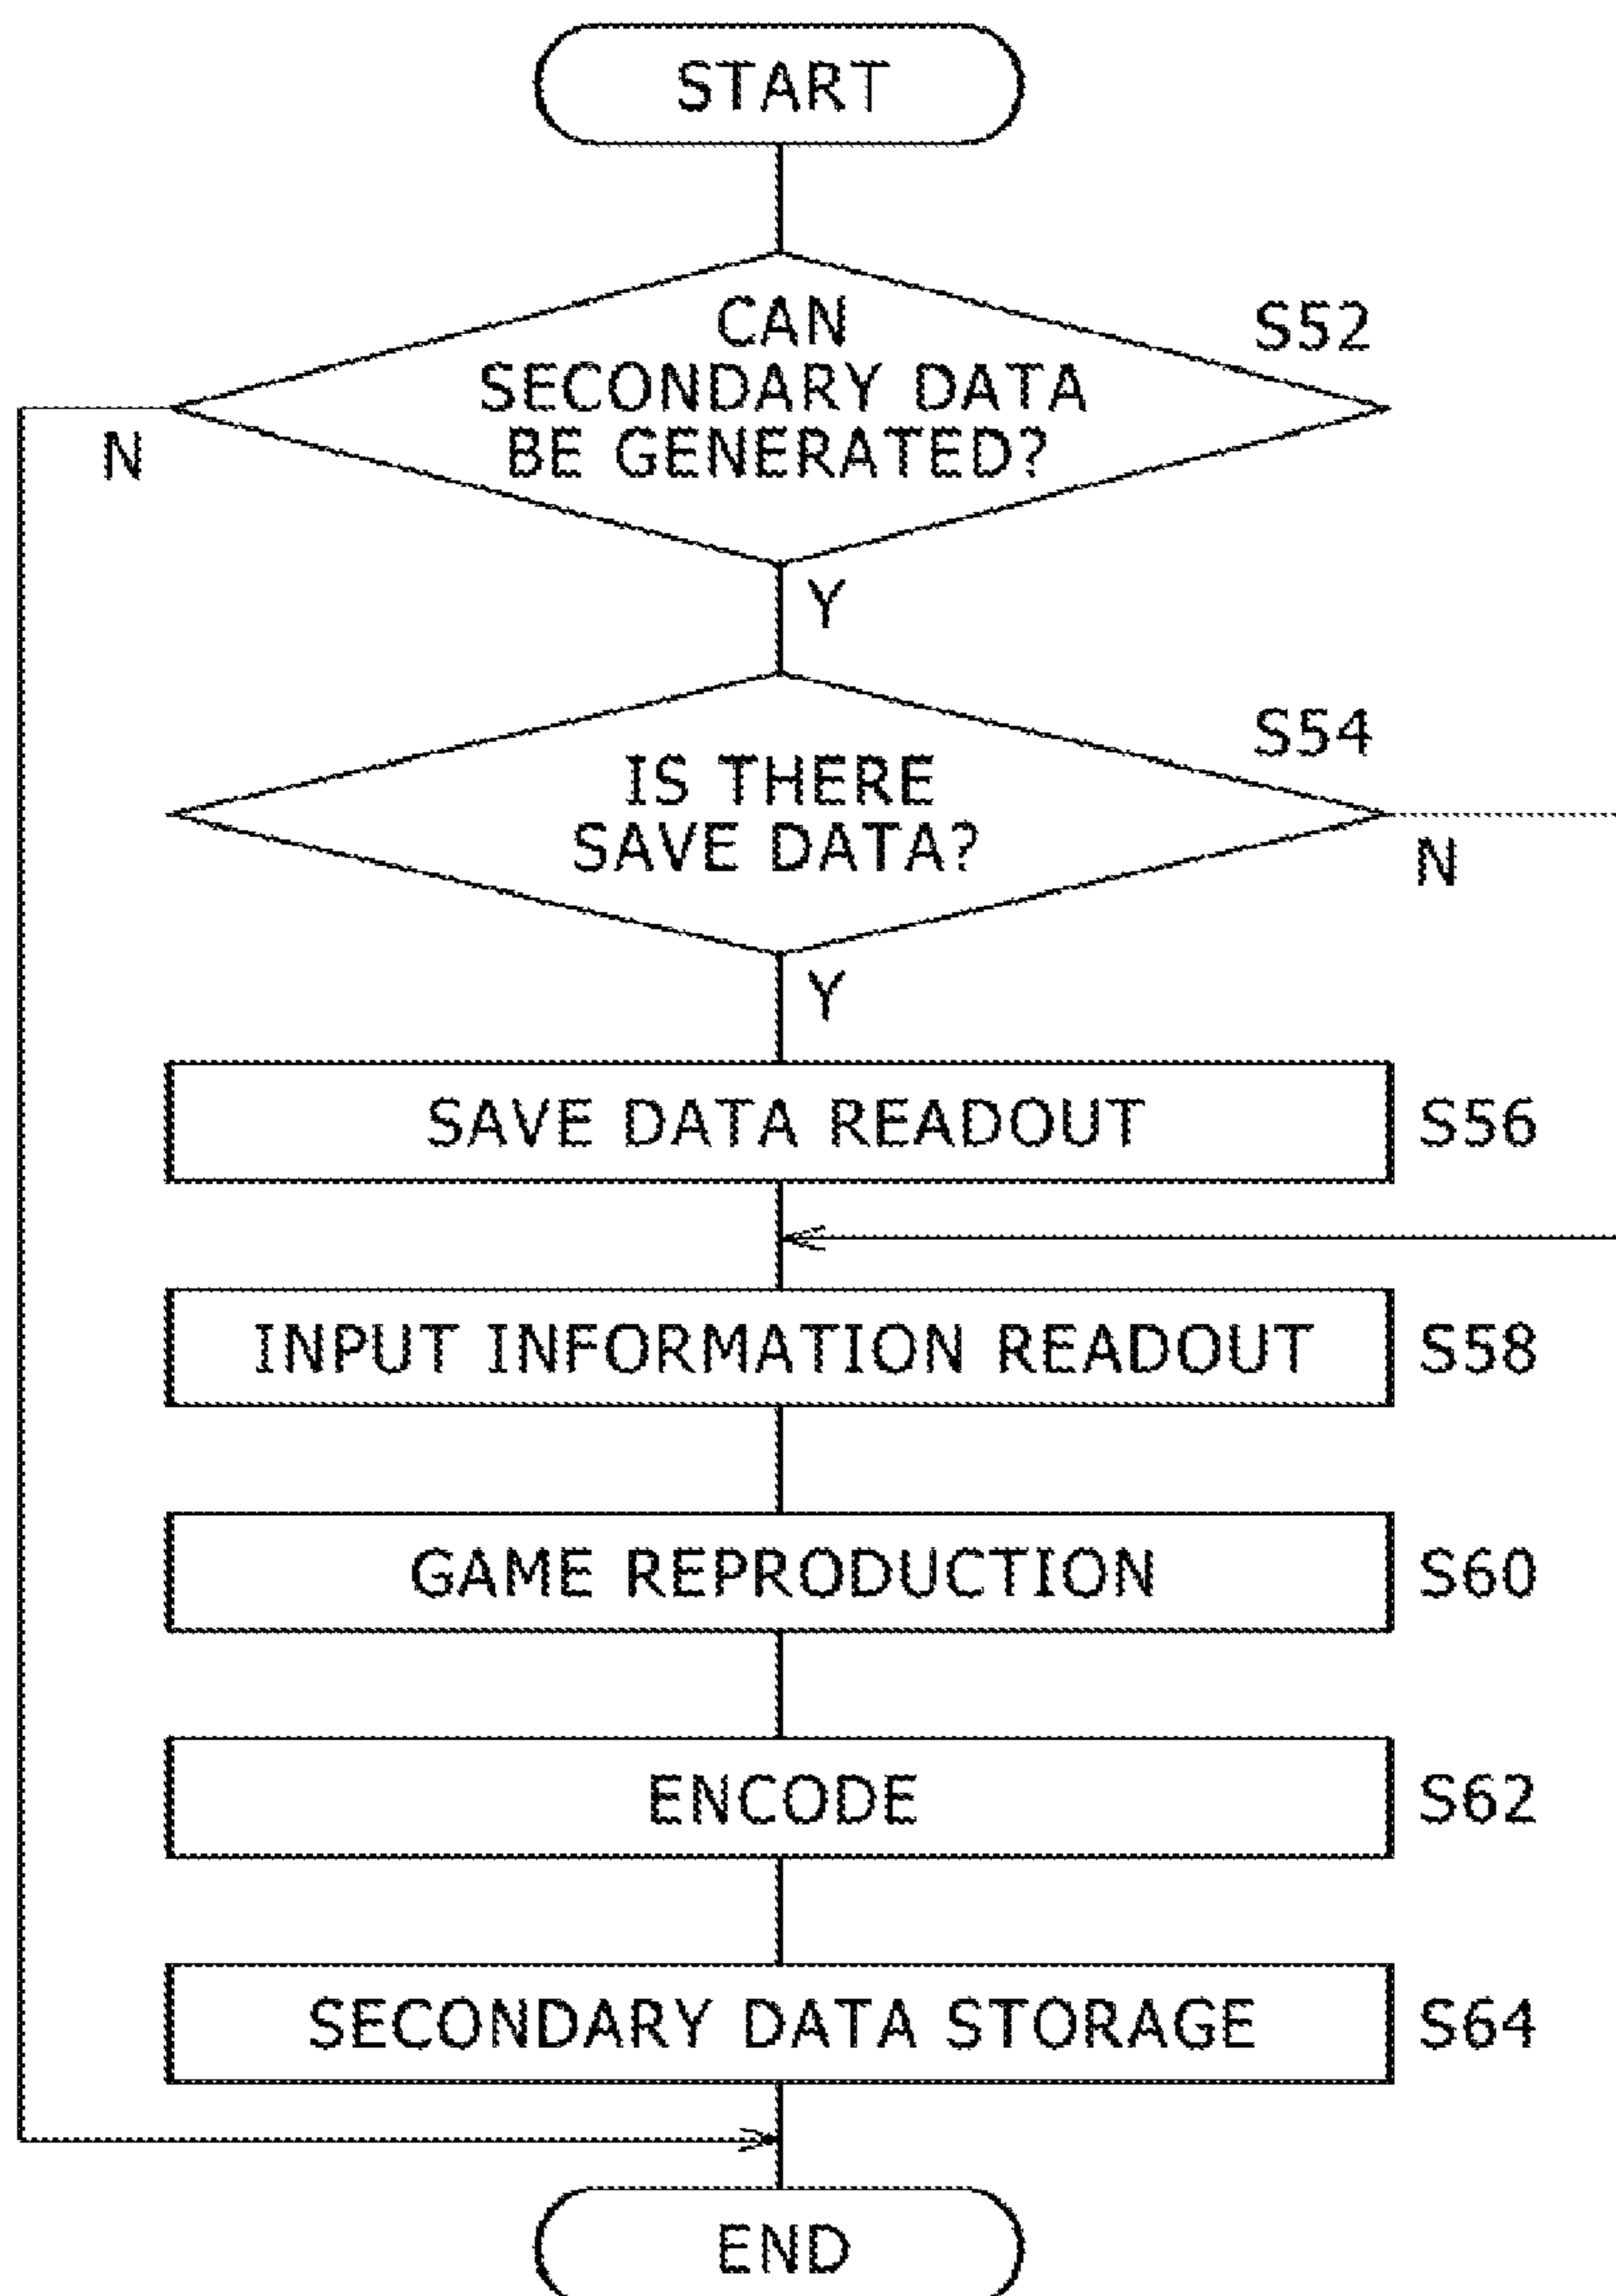 START
CAN
SECONDARY DATA
BE GENERATED?
S52
N
Y
IS THERE
SAVE DATA?
S54
N
Y
SAVE DATA READOUT
S56
INPUT INFORMATION READOUT
S58
GAME REPRODUCTION
S60
ENCODE
S62
SECONDARY DATA STORAGE
S64
END